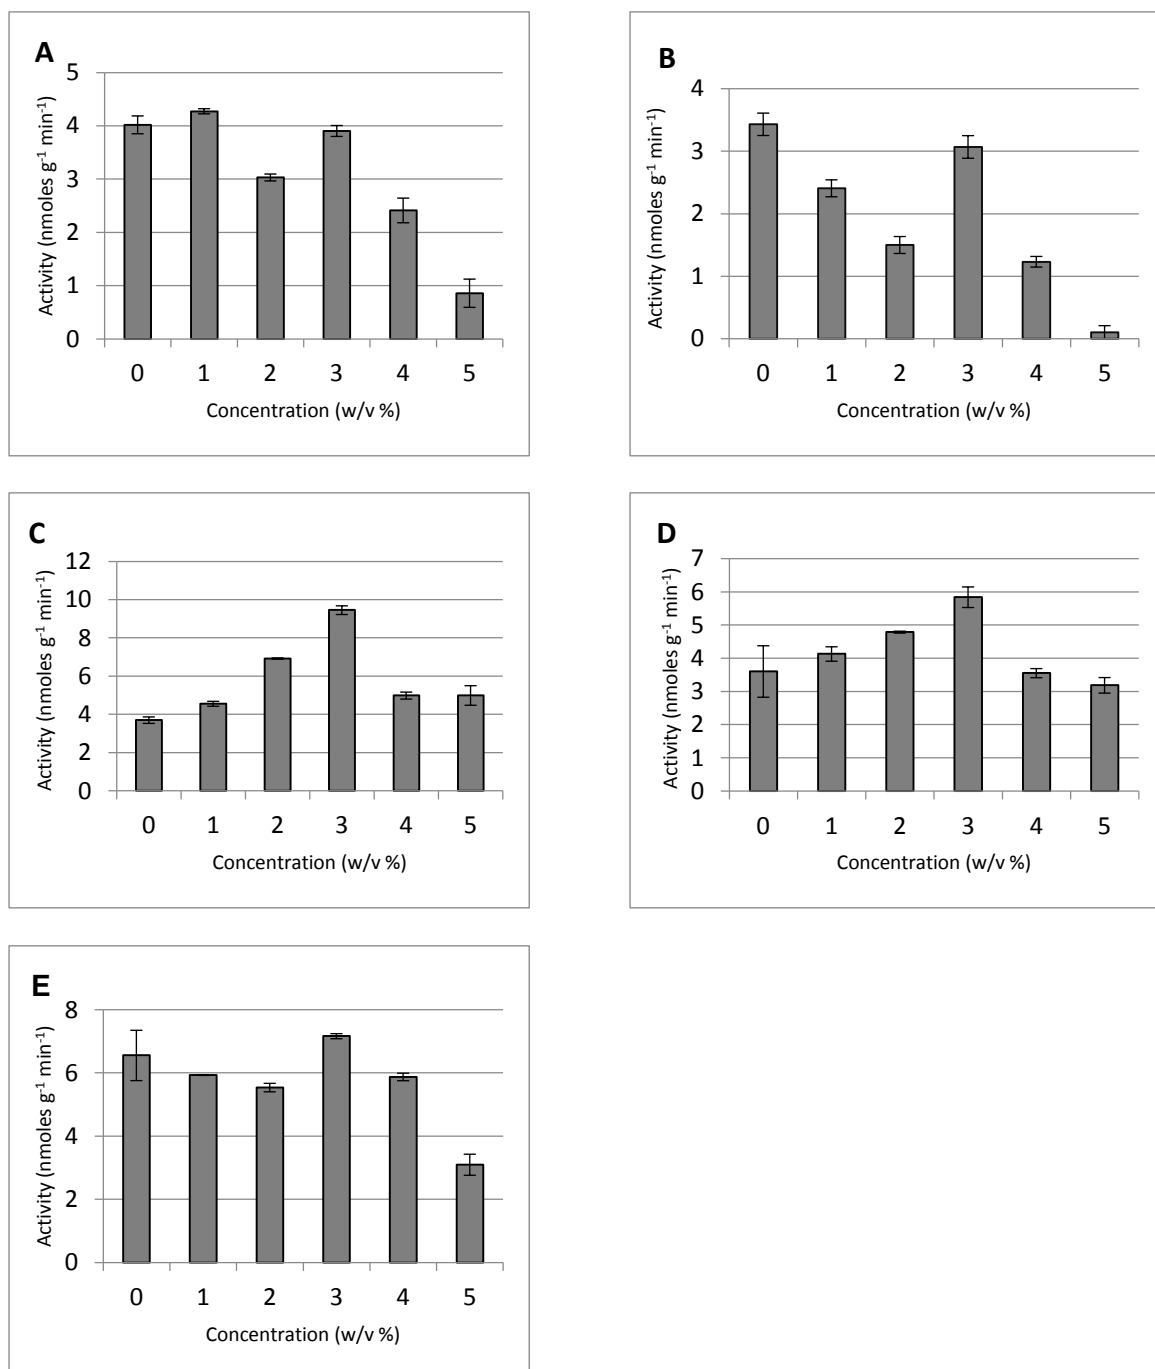 A
Activity (nmoles g⁻¹ min⁻¹)
5
4
3
2
1
0
0 1 2 3 4 5
Concentration (w/v %)
B
Activity (nmoles g⁻¹ min⁻¹)
4
3
2
1
0
0 1 2 3 4 5
Concentration (w/v %)
C
Activity (nmoles g⁻¹ min⁻¹)
12
10
8
6
4
2
0
0 1 2 3 4 5
Concentration (w/v %)
D
Activity (nmoles g⁻¹ min⁻¹)
7
6
5
4
3
2
1
0
0 1 2 3 4 5
Concentration (w/v %)
E
Activity (nmoles g⁻¹ min⁻¹)
8
6
4
2
0
0 1 2 3 4 5
Concentration (w/v %)